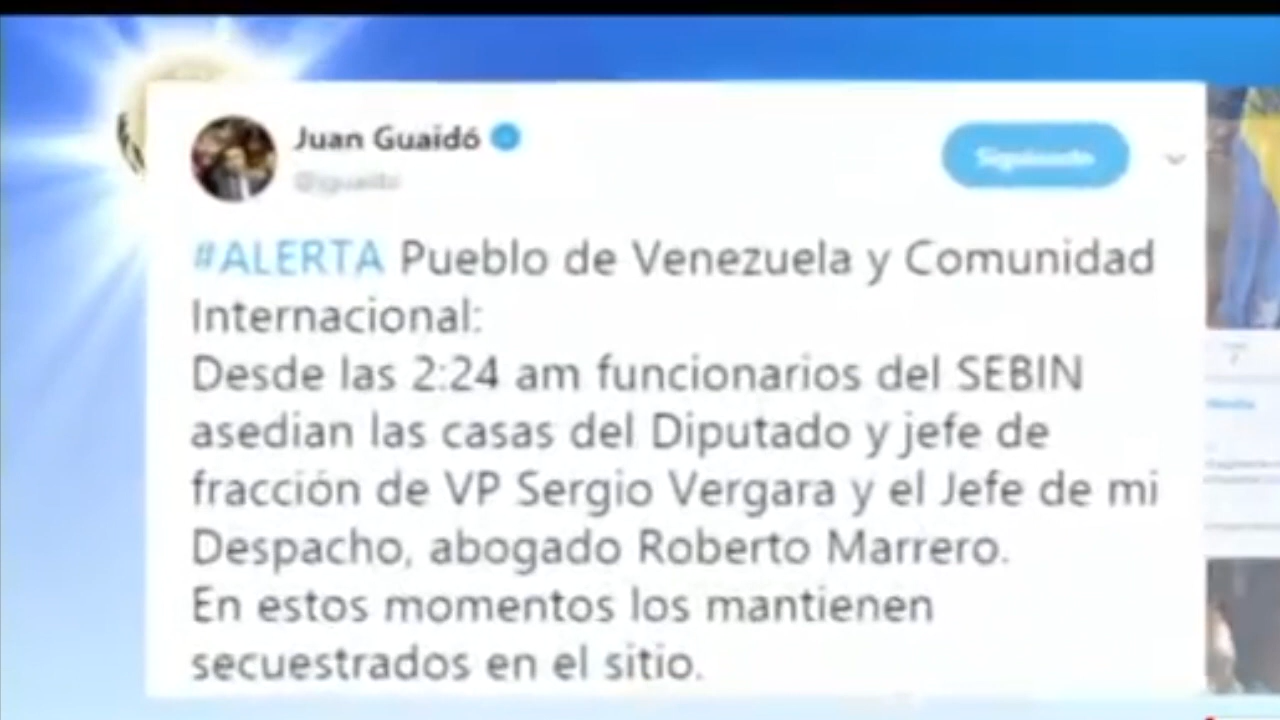 Juan Guaidó
@jguaido
Siguiendo
#ALERTA Pueblo de Venezuela y Comunidad
Internacional:
Desde las 2:24 am funcionarios del SEBIN
asedian las casas del Diputado y jefe de
fracción de VP Sergio Vergara y el Jefe de mi
Despacho, abogado Roberto Marrero.
En estos momentos los mantienen
secuestrados en el sitio.